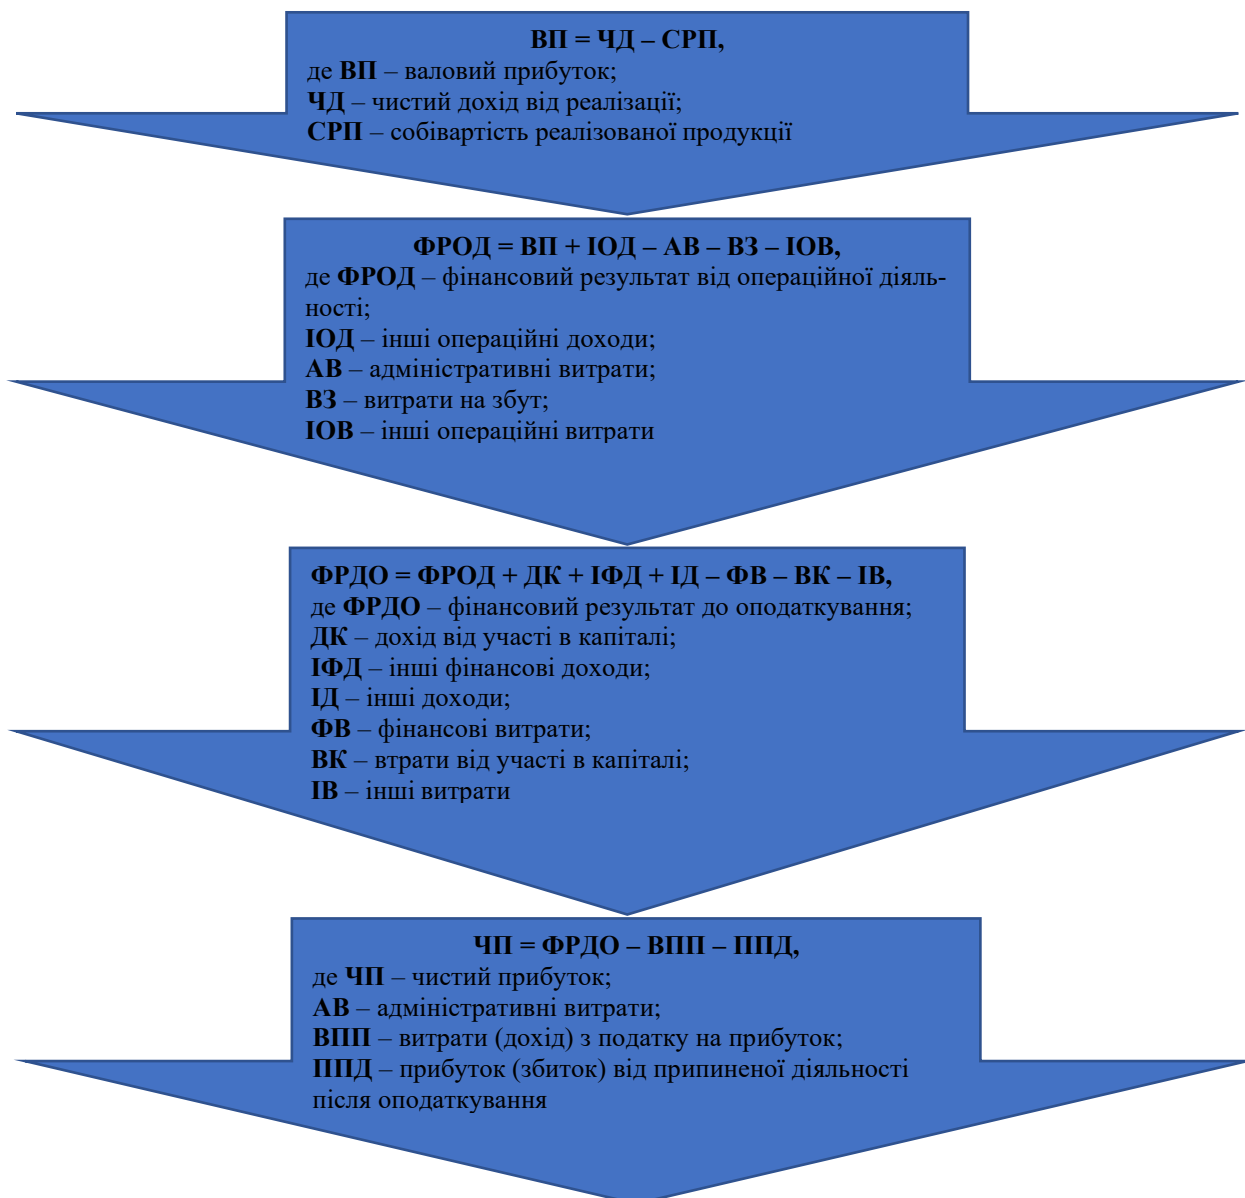 ВП = ЧД – СРП,
де ВП – валовий прибуток;
ЧД – чистий дохід від реалізації;
СРП – собівартість реалізованої продукції
ФРОД = ВП + ІОД – АВ – ВЗ – ІОВ,
де ФРОД – фінансовий результат від операційної діяль-
ності;
ІОД – інші операційні доходи;
АВ – адміністративні витрати;
ВЗ – витрати на збут;
ІОВ – інші операційні витрати
ФРДО = ФРОД + ДК + ІФД + ІД – ФВ – ВК – ІВ,
де ФРДО – фінансовий результат до оподаткування;
ДК – дохід від участі в капіталі;
ІФД – інші фінансові доходи;
ІД – інші доходи;
ФВ – фінансові витрати;
ВК – втрати від участі в капіталі;
ІВ – інші витрати
ЧП = ФРДО – ВПП – ППД,
де ЧП – чистий прибуток;
АВ – адміністративні витрати;
ВПП – витрати (дохід) з податку на прибуток;
ППД – прибуток (збиток) від припиненої діяльності
після оподаткування